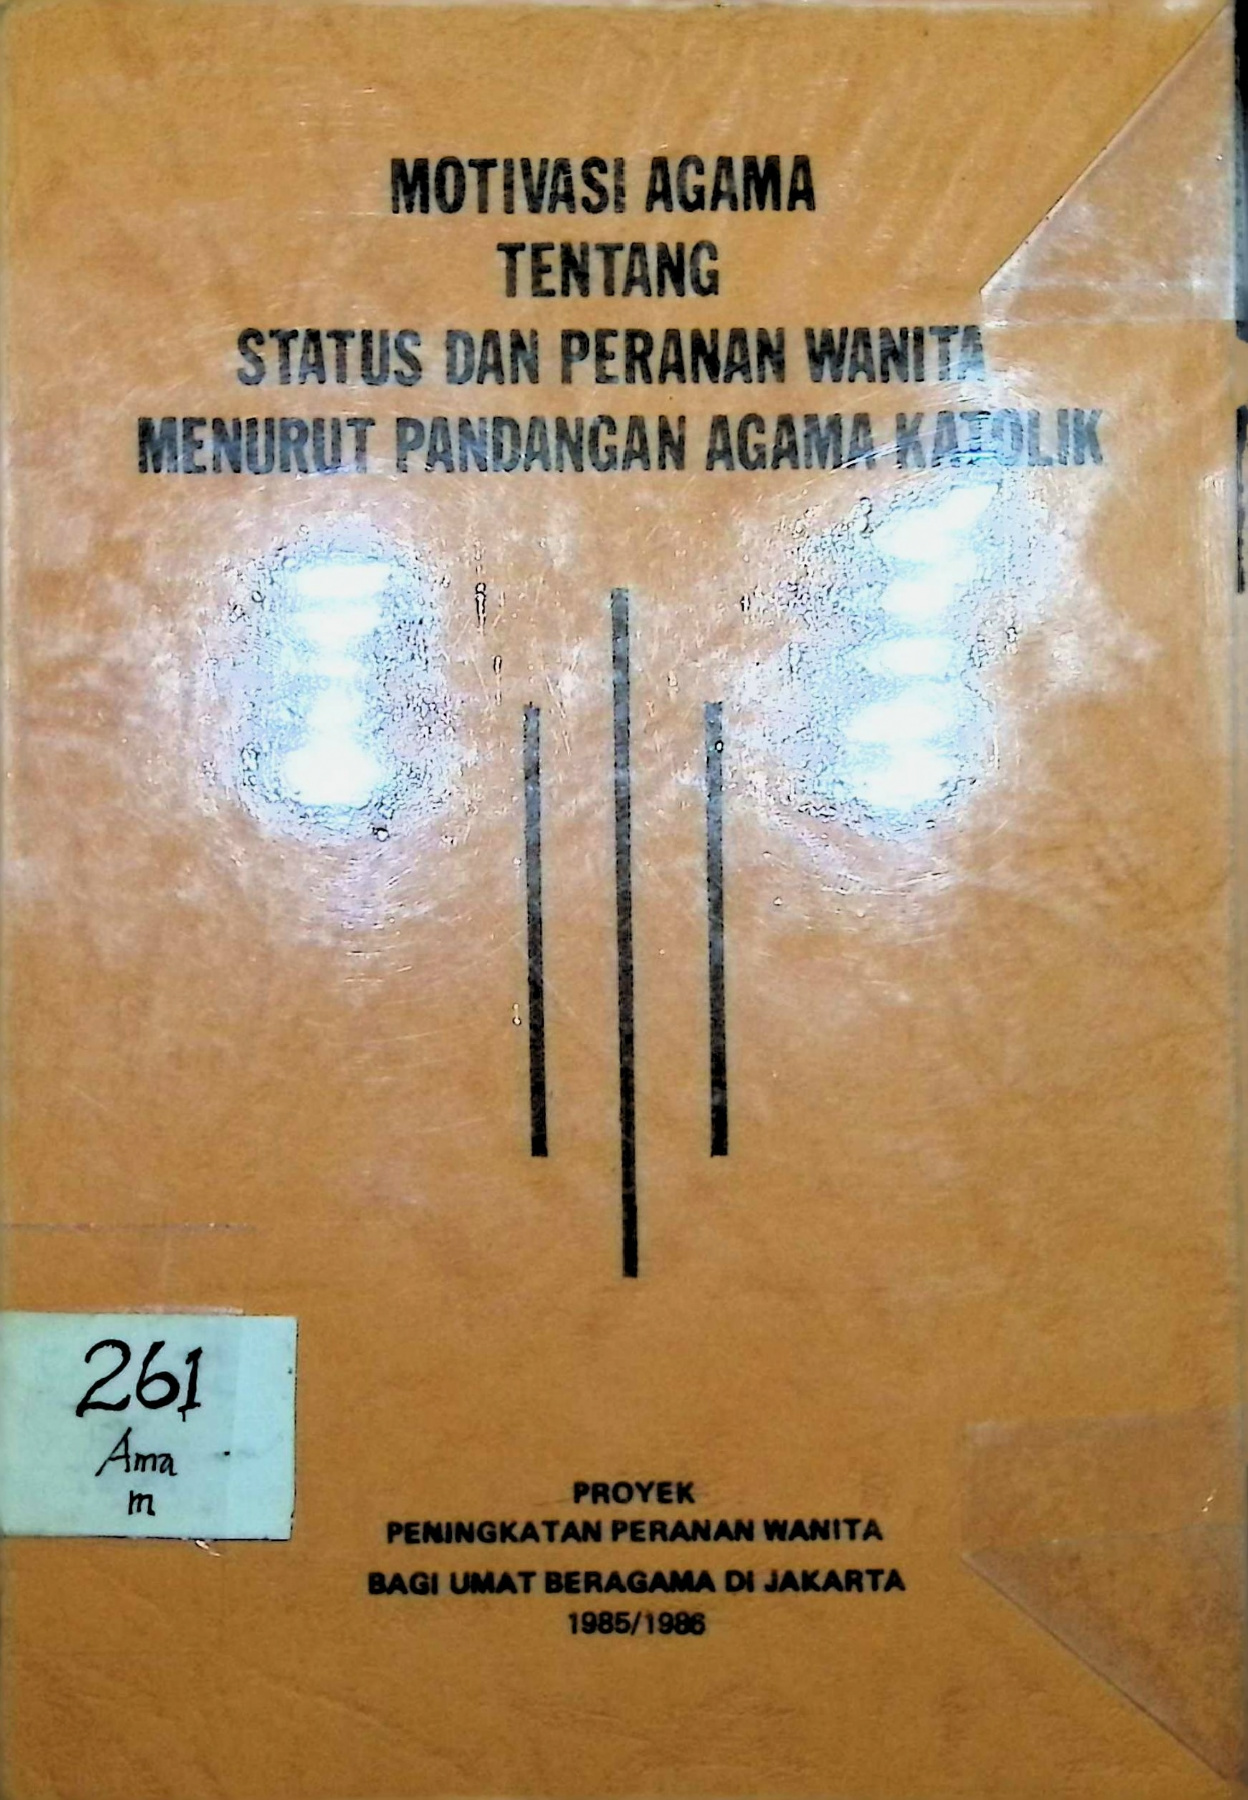 MOTIVASI AGAMA
TENTANG
STATUS DAN PERANAN WANITA
MENURUT PANDANGAN AGAMA KATOLIK
261
Ama
m
PROYEK
PENINGKATAN PERANAN WANITA
BAGI UMAT BERAGAMA DI JAKARTA
1985/1986